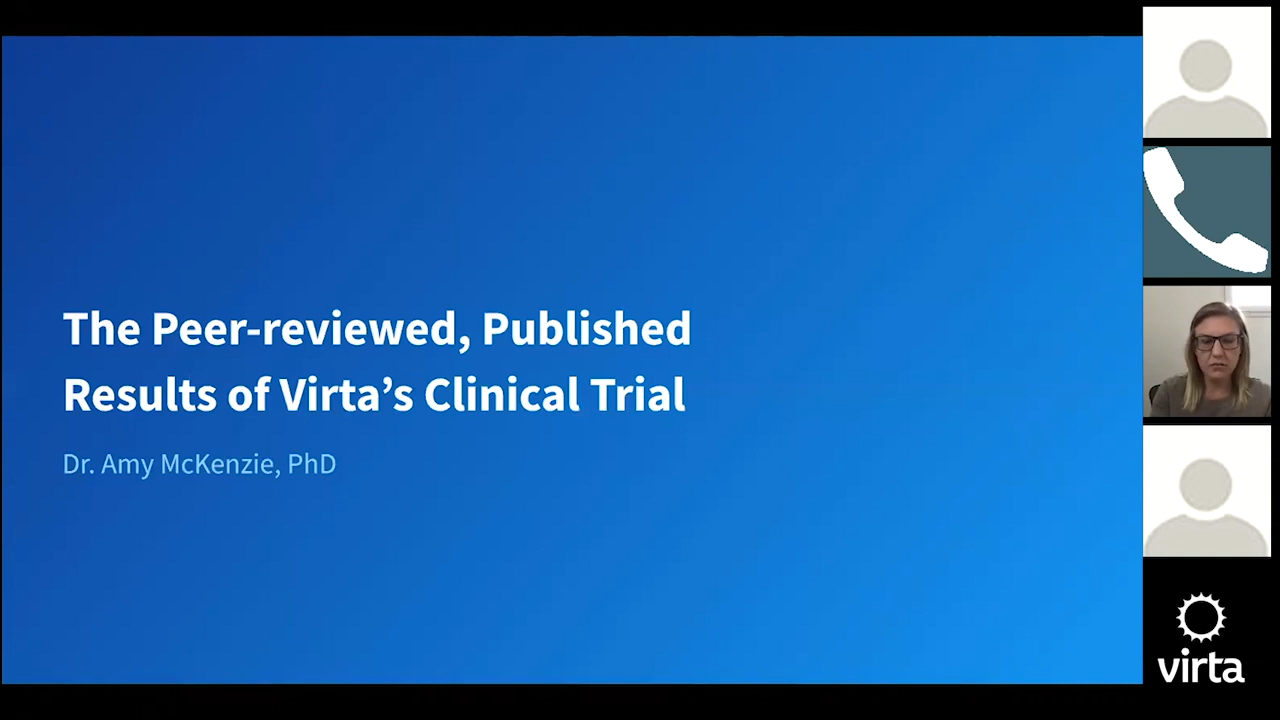 The Peer-reviewed, Published
Results of Virta’s Clinical Trial
Dr. Amy McKenzie, PhD
virta